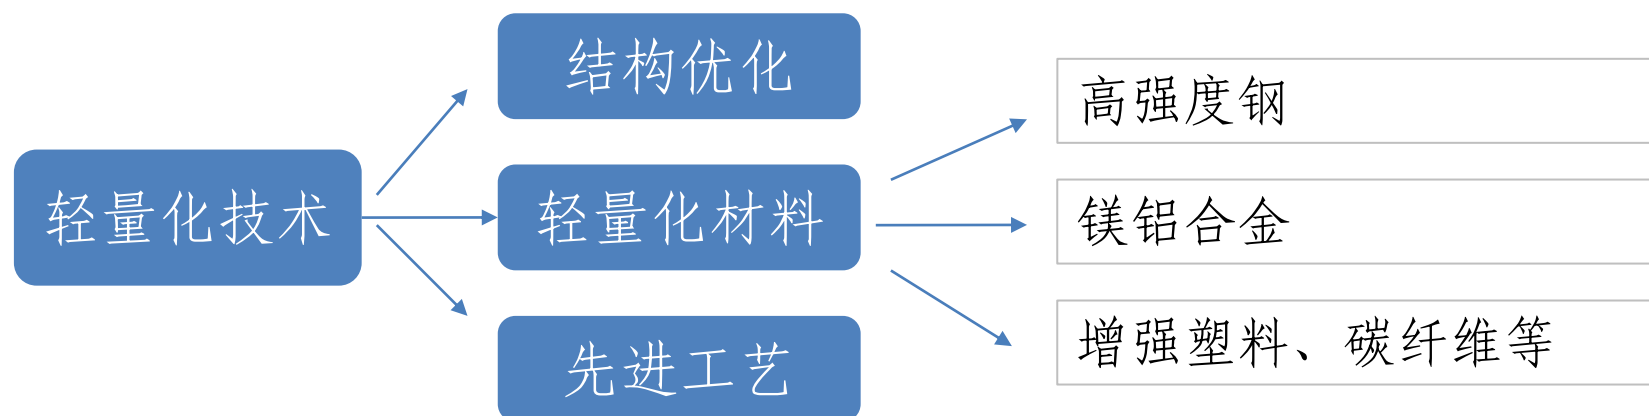 轻量化技术
结构优化
轻量化材料
先进工艺
高强度钢
镁铝合金
增强塑料、碳纤维等